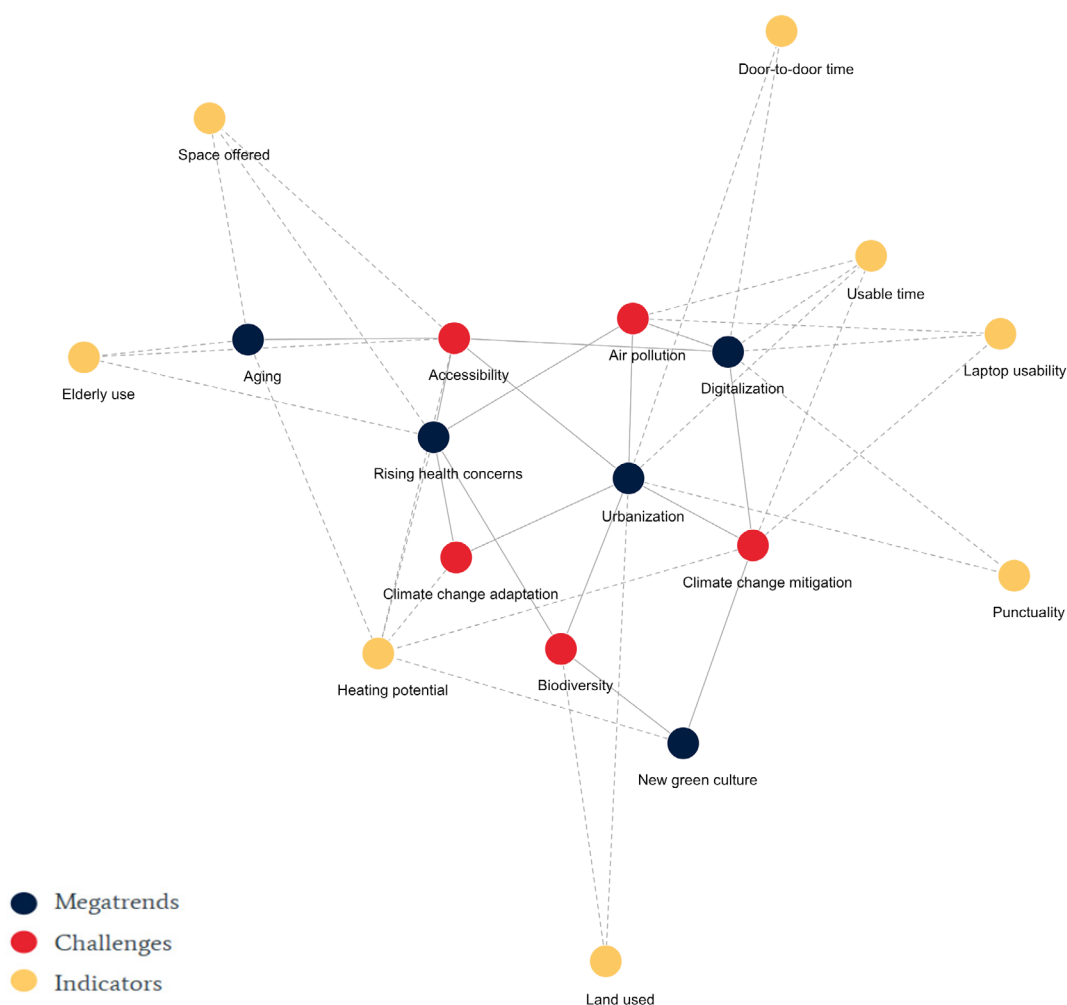 Door-to-door time
Space offered
Usable time
Air pollution
Laptop usability
Aging
Accessibility
Digitalization
Elderly use
Rising health concerns
Urbanization
Climate change mitigation
Climate change adaptation
Punctuality
Biodiversity
Heating potential
New green culture
Megatrends
Challenges
Indicators
Land used